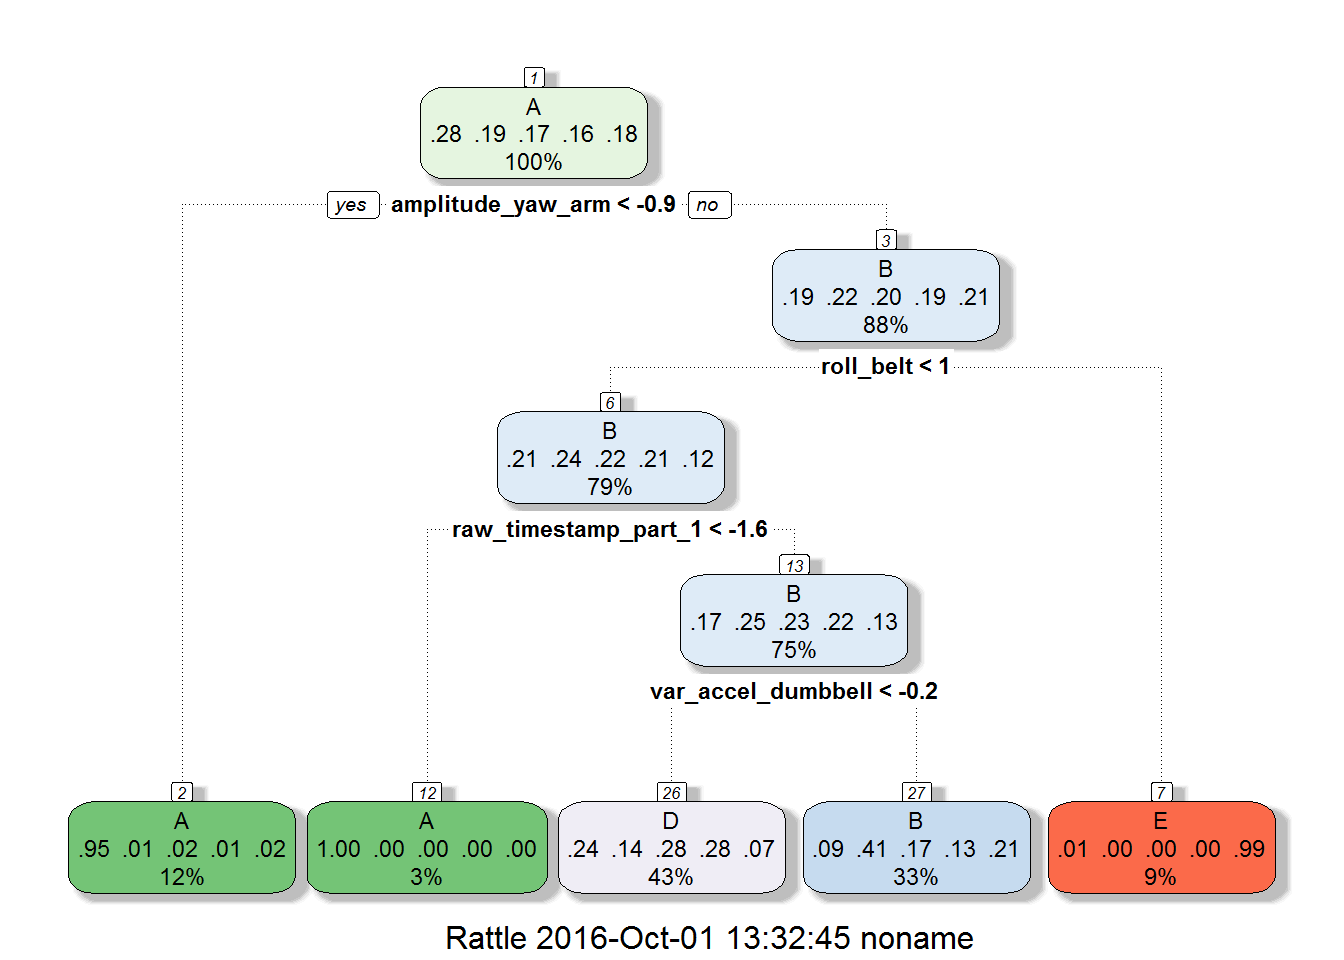 1
A
.28 .19 .17 .16 .18
100%
yes amplitude_yaw_arm < -0.9 no
3
B
.19 .22 .20 .19 .21
88%
roll_belt < 1
6
B
.21 .24 .22 .21 .12
79%
raw_timestamp_part_1 < -1.6
13
B
.17 .25 .23 .22 .13
75%
var_accel_dumbbell < -0.2
2
A
.95 .01 .02 .01 .02
12%
12
A
1.00 .00 .00 .00 .00
3%
26
D
.24 .14 .28 .28 .07
43%
27
B
.09 .41 .17 .13 .21
33%
7
E
.01 .00 .00 .00 .99
9%
Rattle 2016-Oct-01 13:32:45 noname